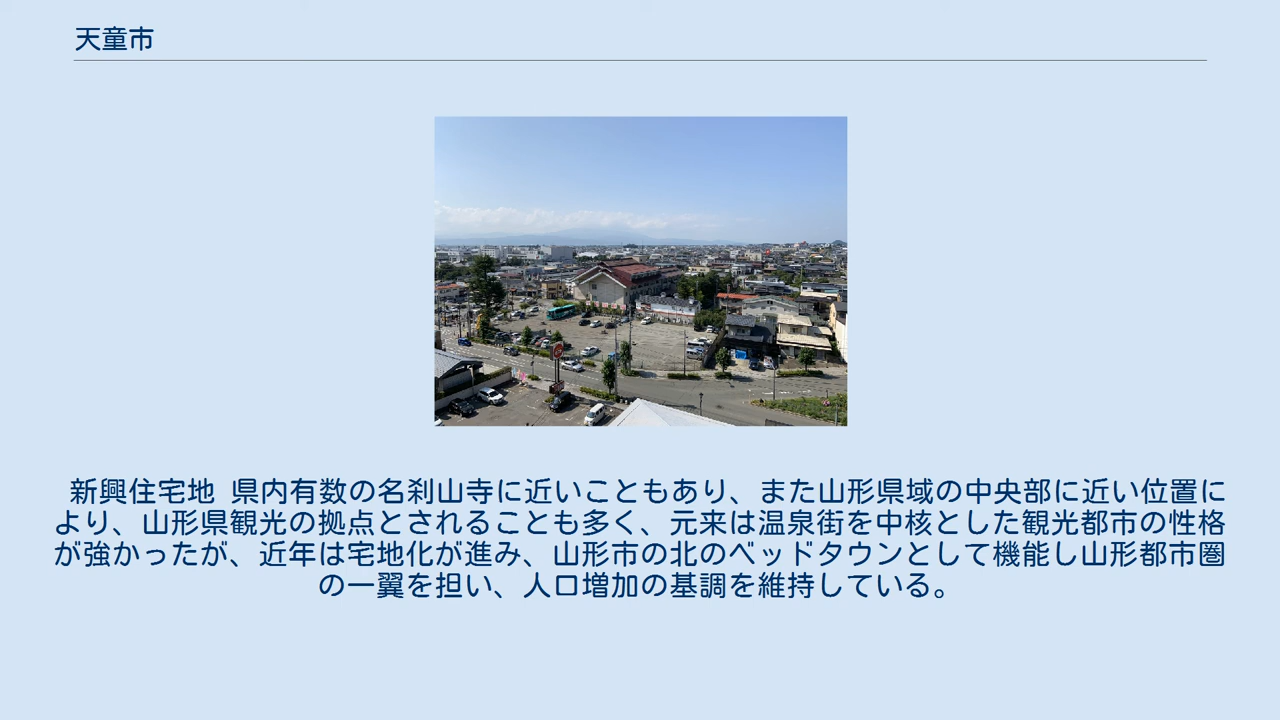 天童市
新興住宅地 県内有数の名刹山寺に近いこともあり、また山形県域の中央部に近い位置に
より、山形県観光の拠点とされることも多く、元来は温泉街を中核とした観光都市の性格
が強かったが、近年は宅地化が進み、山形市の北のベッドタウンとして機能し山形都市圏
の一翼を担い、人口増加の基調を維持している。